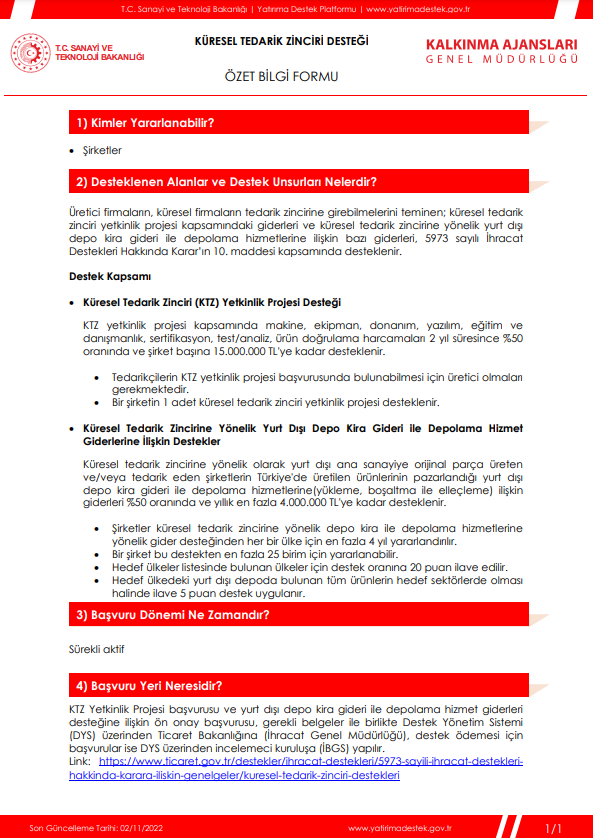 T.C. Sanayi ve Teknoloji Bakanlığı | Yatırıma Destek Platformu | www.yatirimadestek.gov.tr
T.C. SANAYİ VE
TEKNOLOJİ BAKANLIĞI
KÜRESEL TEDARİK ZİNCİRİ DESTEĞİ
ÖZET BİLGİ FORMU
KALKINMA AJANSLARI
GENEL MÜDÜRLÜĞÜ
1) Kimler Yararlanabilir?
• Şirketler
2) Desteklenen Alanlar ve Destek Unsurları Nelerdir?
Üretici firmaların, küresel firmaların tedarik zincirine girebilmelerini teminen; küresel tedarik
zinciri yetkinlik projesi kapsamındaki giderleri ve küresel tedarik zincirine yönelik yurt dışı
depo kira gideri ile depolama hizmetlerine ilişkin bazı giderleri, 5973 sayılı İhracat
Destekleri Hakkında Karar’ın 10. maddesi kapsamında desteklenir.
Destek Kapsamı
• Küresel Tedarik Zinciri (KTZ) Yetkinlik Projesi Desteği
KTZ yetkinlik projesi kapsamında makine, ekipman, donanım, yazılım, eğitim ve
danışmanlık, sertifikasyon, test/analiz, ürün doğrulama harcamaları 2 yıl süresince %50
oranında ve şirket başına 15.000.000 TL'ye kadar desteklenir.
• Tedarikçilerin KTZ yetkinlik projesi başvurusunda bulunabilmesi için üretici olmaları
gerekmektedir.
• Bir şirketin 1 adet küresel tedarik zinciri yetkinlik projesi desteklenir.
• Küresel Tedarik Zincirine Yönelik Yurt Dışı Depo Kira Gideri ile Depolama Hizmet
Giderlerine İlişkin Destekler
Küresel tedarik zincirine yönelik olarak yurt dışı ana sanayiye orijinal parça üreten
ve/veya tedarik eden şirketlerin Türkiye'de üretilen ürünlerinin pazarlandığı yurt dışı
depo kira gideri ile depolama hizmetlerine(yükleme, boşaltma ile elleçleme) ilişkin
giderleri %50 oranında ve yıllık en fazla 4.000.000 TL'ye kadar desteklenir.
• Şirketler küresel tedarik zincirine yönelik depo kira ile depolama hizmetlerine
yönelik gider desteğinden her bir ülke için en fazla 4 yıl yararlandırılır.
• Bir şirket bu destekten en fazla 25 birim için yararlanabilir.
• Hedef ülkeler listesinde bulunan ülkeler için destek oranına 20 puan ilave edilir.
• Hedef ülkedeki yurt dışı depoda bulunan tüm ürünlerin hedef sektörlerde olması
halinde ilave 5 puan destek uygulanır.
3) Başvuru Dönemi Ne Zamandır?
Sürekli aktif
4) Başvuru Yeri Neresidir?
KTZ Yetkinlik Projesi başvurusu ve yurt dışı depo kira gideri ile depolama hizmet giderleri
desteğine ilişkin ön onay başvurusu, gerekli belgeler ile birlikte Destek Yönetim Sistemi
(DYS) üzerinden Ticaret Bakanlığına (İhracat Genel Müdürlüğü), destek ödemesi için
başvurular ise DYS üzerinden incelemeci kuruluşa (İBGS) yapılır.
Link: https://www.ticaret.gov.tr/destekler/ihracat-destekleri/5973-sayili-ihracat-destekleri-
hakkinda-karara-iliskin-genelgeler/kuresel-tedarik-zinciri-destekleri
Son Güncelleme Tarihi: 02/11/2022
www.yatirimadestek.gov.tr
1/1